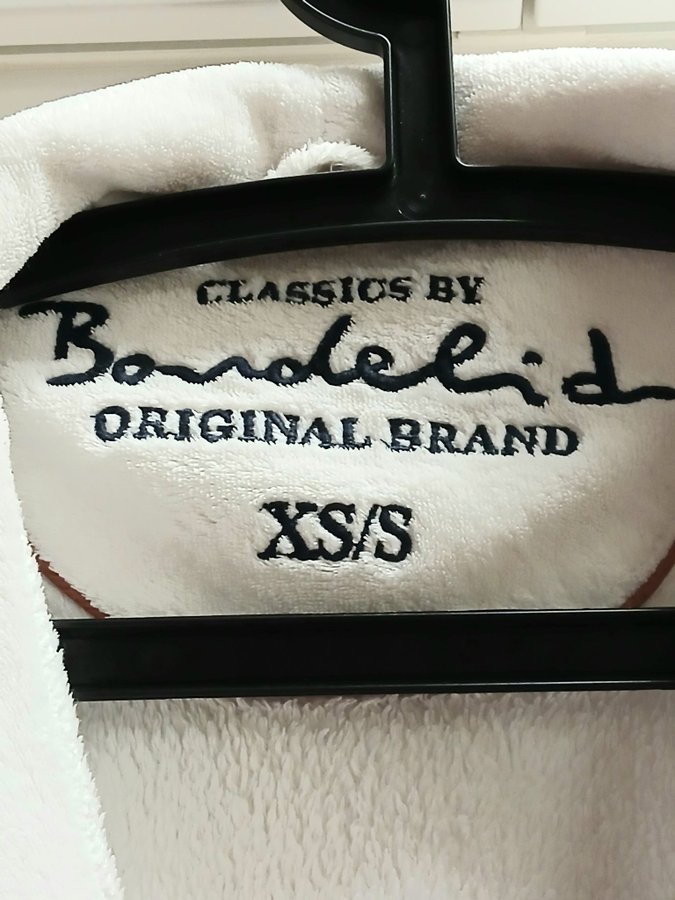 CLASSICS BY
Bondelid
ORIGINAL BRAND
XS/S